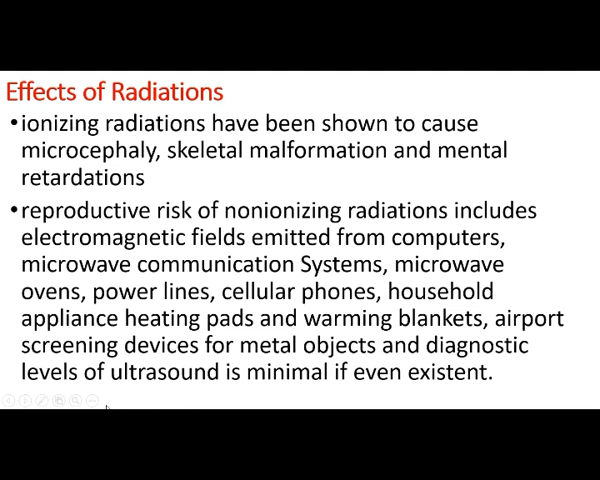 Effects of Radiations
•ionizing radiations have been shown to cause
microcephaly, skeletal malformation and mental
retardations
•reproductive risk of nonionizing radiations includes
electromagnetic fields emitted from computers,
microwave communication Systems, microwave
ovens, power lines, cellular phones, household
appliance heating pads and warming blankets, airport
screening devices for metal objects and diagnostic
levels of ultrasound is minimal if even existent.